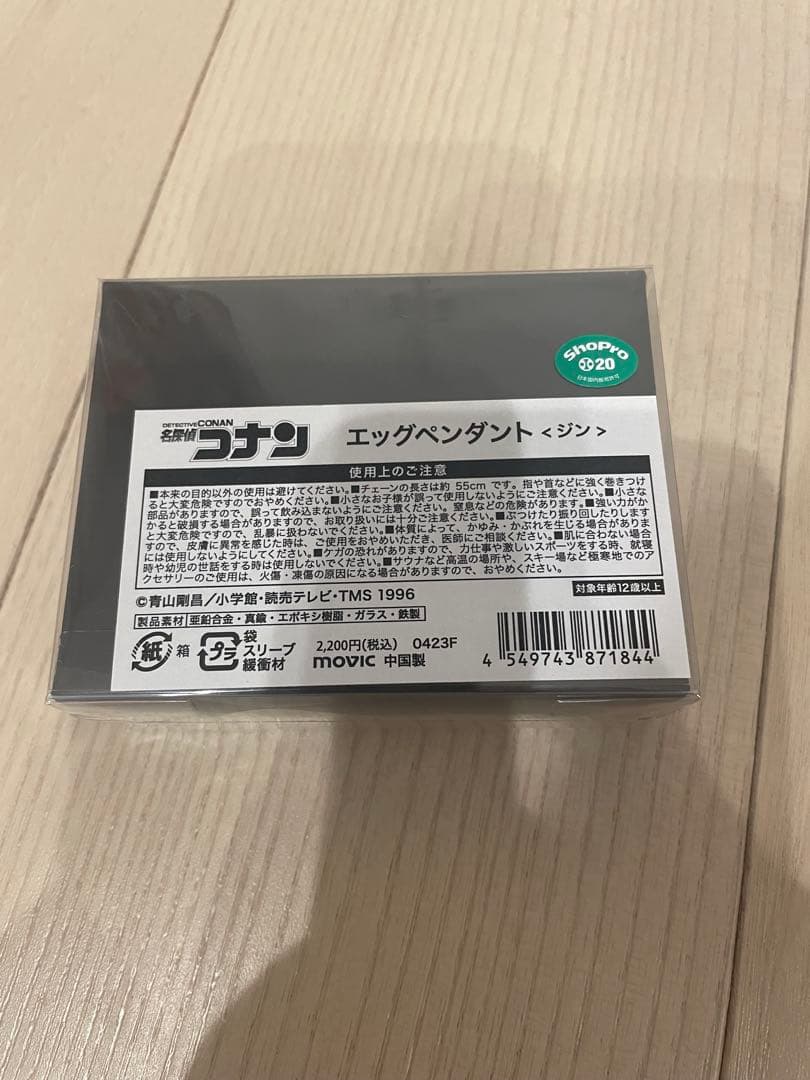 ShoPro
20
日本国内販売許可
DETECTIVE CONAN
名探偵コナン
エッグペンダント<ジン>
使用上のご注意
■本来の目的以外の使用は避けてください。■チェーンの長さは約 55cm です。指や首などに強く巻きつけ
ると大変危険ですのでおやめください。■小さなお子様が誤って使用しないようにご注意ください。■小さな
部品がありますので、誤って飲み込まないようにご注意ください。窒息などの危険があります。■強い力がか
かると破損する場合がありますので、お取り扱いには十分ご注意ください。■ぶつけたり振り回したりします
と大変危険ですので、乱暴に扱わないでください。■体質によって、かゆみ・かぶれを生じる場合がありま
すので、皮膚に異常を感じた時は、ご使用をおやめいただき、医師にご相談ください。■肌に合わない場合
には使用しないようにしてください。■ケガの恐れがありますので、力仕事や激しいスポーツをする時、就寝
時や幼児の世話をする時は使用しないでください。■サウナなど高温の場所や、スキー場など極寒地でのア
クセサリーのご使用は、火傷・凍傷の原因になる場合がありますので、おやめください。
©青山剛昌/小学館・読売テレビ・TMS 1996
対象年齢12歳以上
製品素材 亜鉛合金・真鍮・エポキシ樹脂・ガラス・鉄製
紙 箱
プラ 袋
スリーブ
緩衝材
2,200円(税込) 0423F
movic 中国製
4 549743 871844